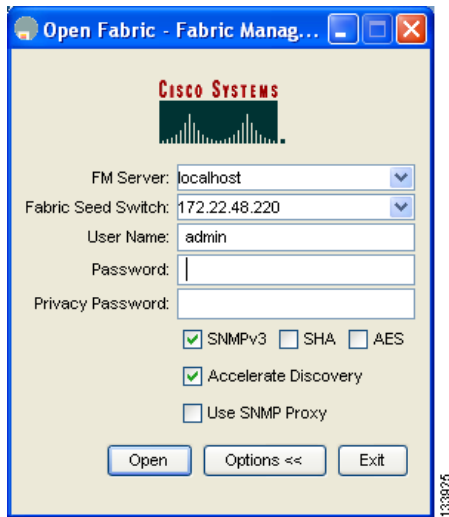 Open Fabric - Fabric Manag...
CISCO SYSTEMS
FM Server: localhost
Fabric Seed Switch: 172.22.48.220
User Name: admin
Password:
Privacy Password:
SNMPv3 SHA AES
Accelerate Discovery
Use SNMP Proxy
Open Options << Exit
133925